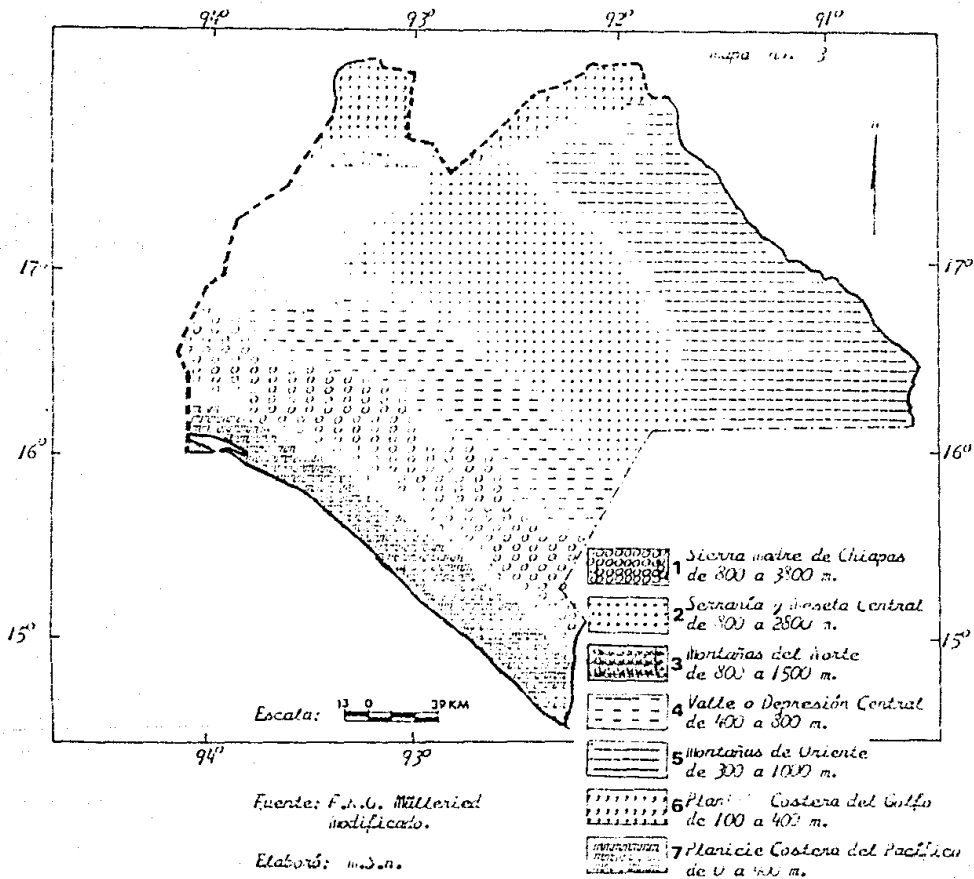 94° 93° 92° 91°
mapa no. 3
n
17° 17°
16° 16°
15° 15°
1 Sierra Madre de Chiapas
de 800 a 3800 m.
2 Serranía y Meseta Central
de 800 a 2800 m.
3 Montañas del Norte
de 800 a 1500 m.
4 Valle o Depresión Central
de 400 a 800 m.
5 Montañas de Oriente
de 300 a 1000 m.
6 Costera del Golfo
de 100 a 400 m.
7 Planicie Costera del Pacífico
de 0 a 400 m.
Escala: 13 0 39 KM
94° 93°
Fuente: F.K.G. Mülleried
modificado.
Elaboró: m.s.n.